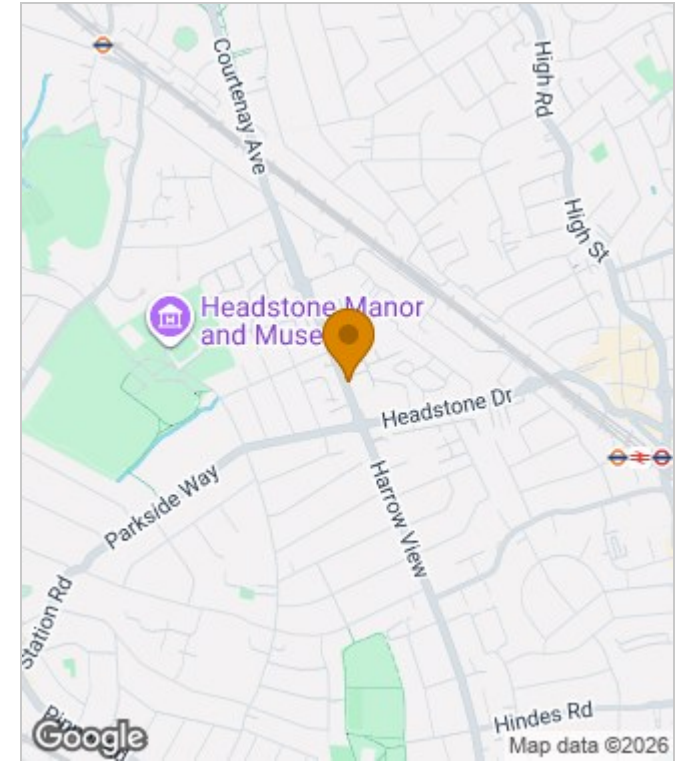 Courtenay Ave
High Rd
High St
Headstone Manor
and Muse
Headstone Dr
Parkside Way
Harrow View
Station Rd
Hindes Rd
Google
Map data ©2026